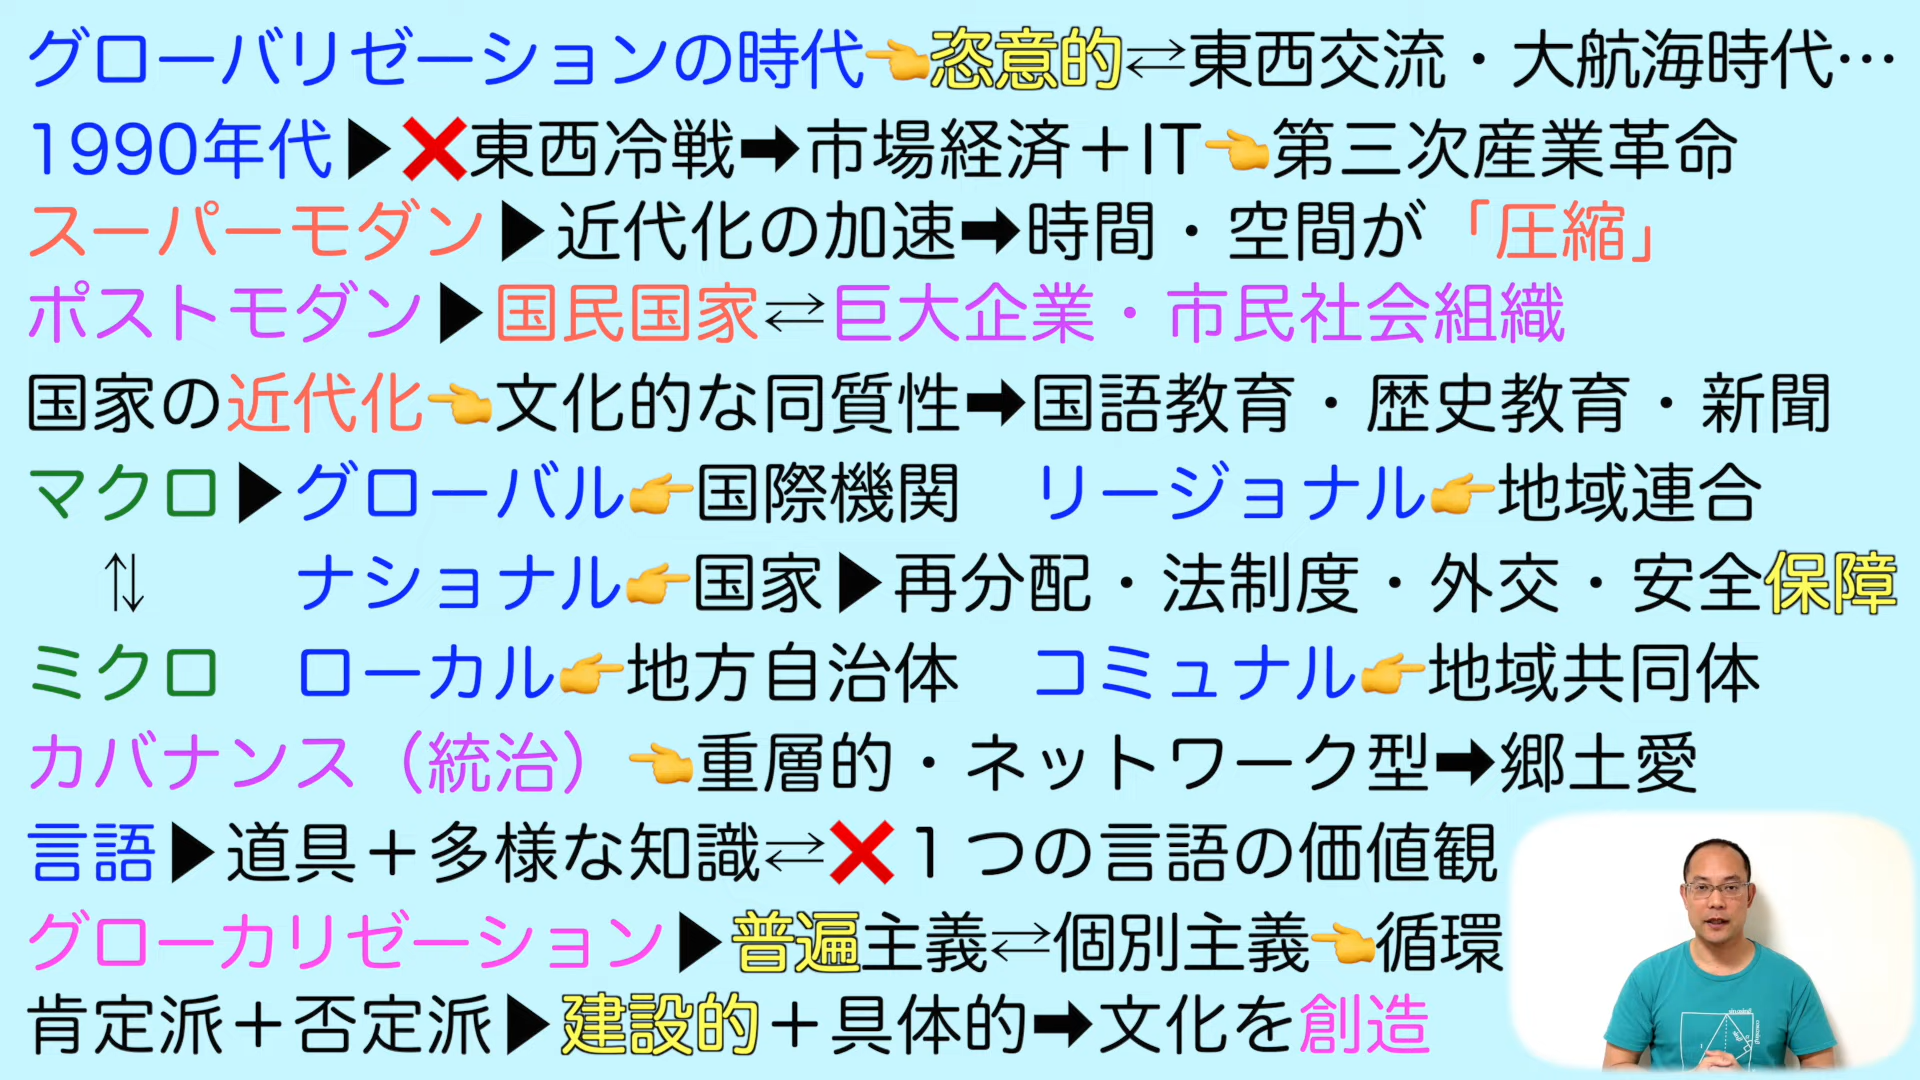 グローバリゼーションの時代👈恣意的⇄東西交流・大航海時代…
1990年代▶❌東西冷戦➡市場経済＋IT👈第三次産業革命
スーパーモダン▶近代化の加速➡時間・空間が「圧縮」
ポストモダン▶国民国家⇄巨大企業・市民社会組織
国家の近代化👈文化的な同質性➡国語教育・歴史教育・新聞
マクロ▶グローバル👉国際機関　リージョナル👉地域連合
⇅　ナショナル👉国家▶再分配・法制度・外交・安全保障
ミクロ　ローカル👉地方自治体　コミュナル👉地域共同体
カバナンス（統治）👈重層的・ネットワーク型➡郷土愛
言語▶道具＋多様な知識⇄❌１つの言語の価値観
グローカリゼーション▶普遍主義⇄個別主義👈循環
肯定派＋否定派▶建設的＋具体的➡文化を創造